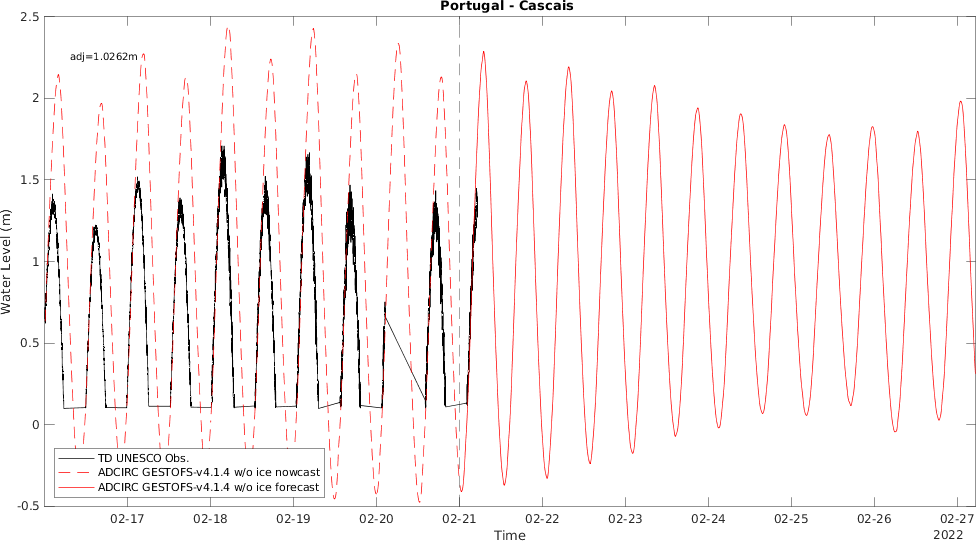 Portugal - Cascais
2.5
adj=1.0262m
2
1.5
1
0.5
0
-0.5
Water Level (m)
TD UNESCO Obs.
ADCIRC GESTOFS-v4.1.4 w/o ice nowcast
ADCIRC GESTOFS-v4.1.4 w/o ice forecast
02-17 02-18 02-19 02-20 02-21 02-22 02-23 02-24 02-25 02-26 02-27
Time
2022